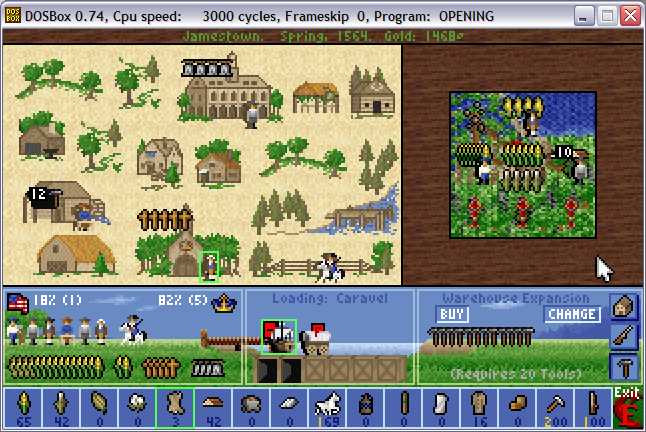 DOSBox 0.74, Cpu speed: 3000 cycles, Frameskip 0, Program: OPENING
Jamestown. Spring, 1564. Gold: 1468
12
10
18% (1) 82% (5) Loading: Caravel Warehouse Expansion
BUY CHANGE
(Requires 20 Tools)
Exit
65 42 0 0 3 42 0 0 169 0 0 0 16 0 200 100